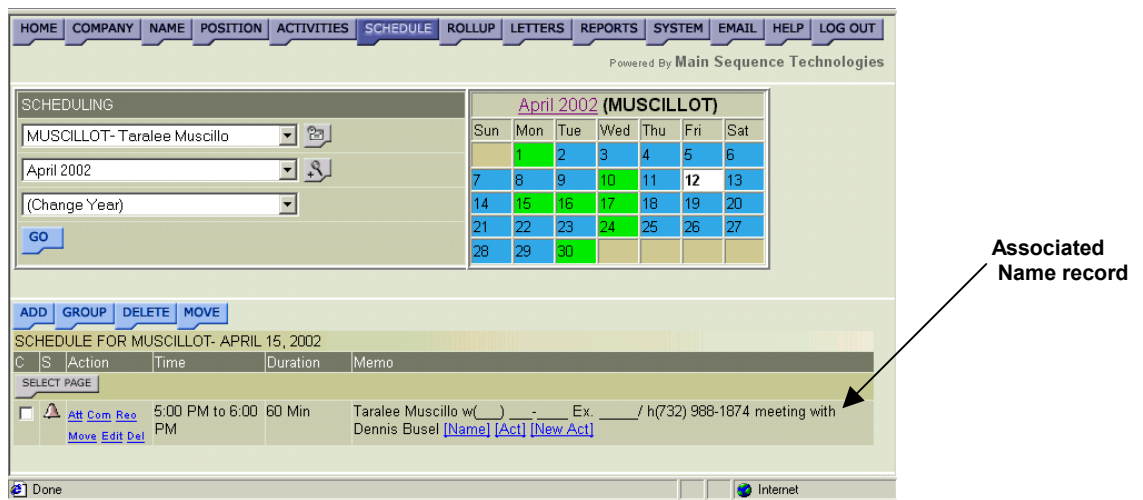 HOME COMPANY NAME POSITION ACTIVITIES SCHEDULE ROLLUP LETTERS REPORTS SYSTEM EMAIL HELP LOG OUT
Powered By Main Sequence Technologies
SCHEDULING
MUSCILLOT- Taralee Muscillo
April 2002
(Change Year)
GO
April 2002 (MUSCILLOT)
Sun Mon Tue Wed Thu Fri Sat
1 2 3 4 5 6
7 8 9 10 11 12 13
14 15 16 17 18 19 20
21 22 23 24 25 26 27
28 29 30
Associated
Name record
ADD GROUP DELETE MOVE
SCHEDULE FOR MUSCILLOT- APRIL 15, 2002
C S Action Time Duration Memo
SELECT PAGE
Att Com Reo 5:00 PM to 6:00 60 Min Taralee Muscillo w(___) ___-____ Ex. _____/ h(732) 988-1874 meeting with
Move Edit Del PM Dennis Busel [Name] [Act] [New Act]
Done Internet